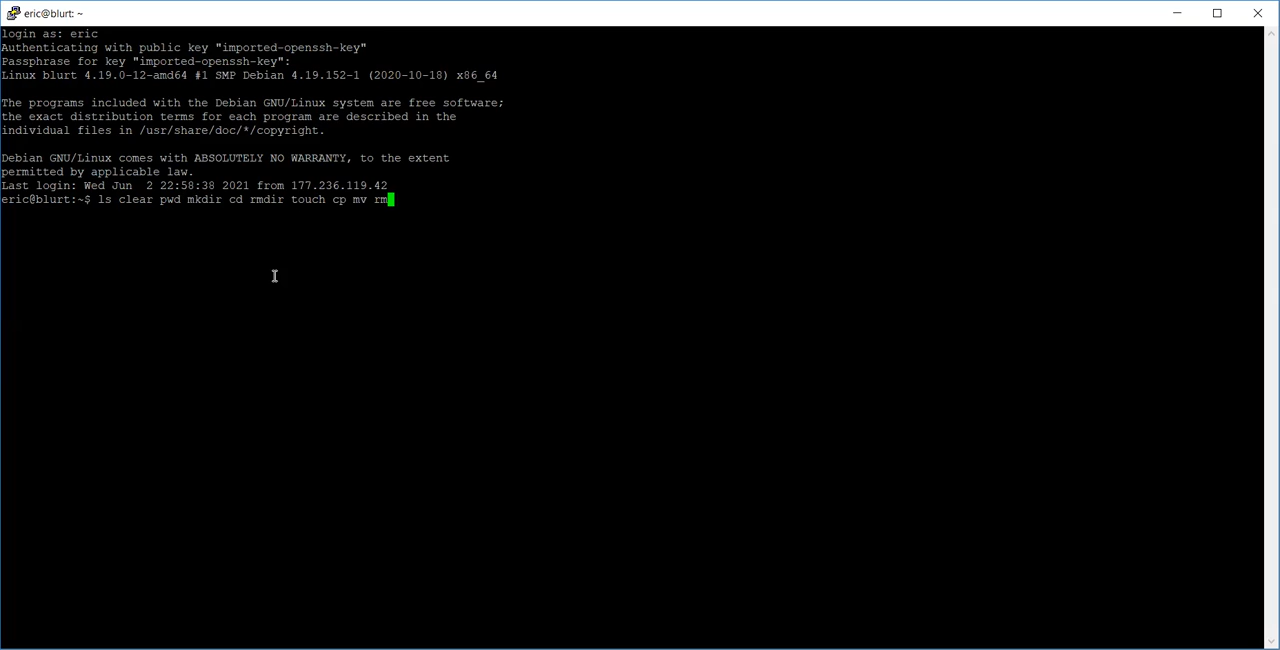 eric@blurt: ~
login as: eric
Authenticating with public key "imported-openssh-key"
Passphrase for key "imported-openssh-key":
Linux blurt 4.19.0-12-amd64 #1 SMP Debian 4.19.152-1 (2020-10-18) x86_64
The programs included with the Debian GNU/Linux system are free software;
the exact distribution terms for each program are described in the
individual files in /usr/share/doc/*/copyright.
Debian GNU/Linux comes with ABSOLUTELY NO WARRANTY, to the extent
permitted by applicable law.
Last login: Wed Jun  2 22:58:38 2021 from 177.236.119.42
eric@blurt:~$ ls clear pwd mkdir cd rmdir touch cp mv rm